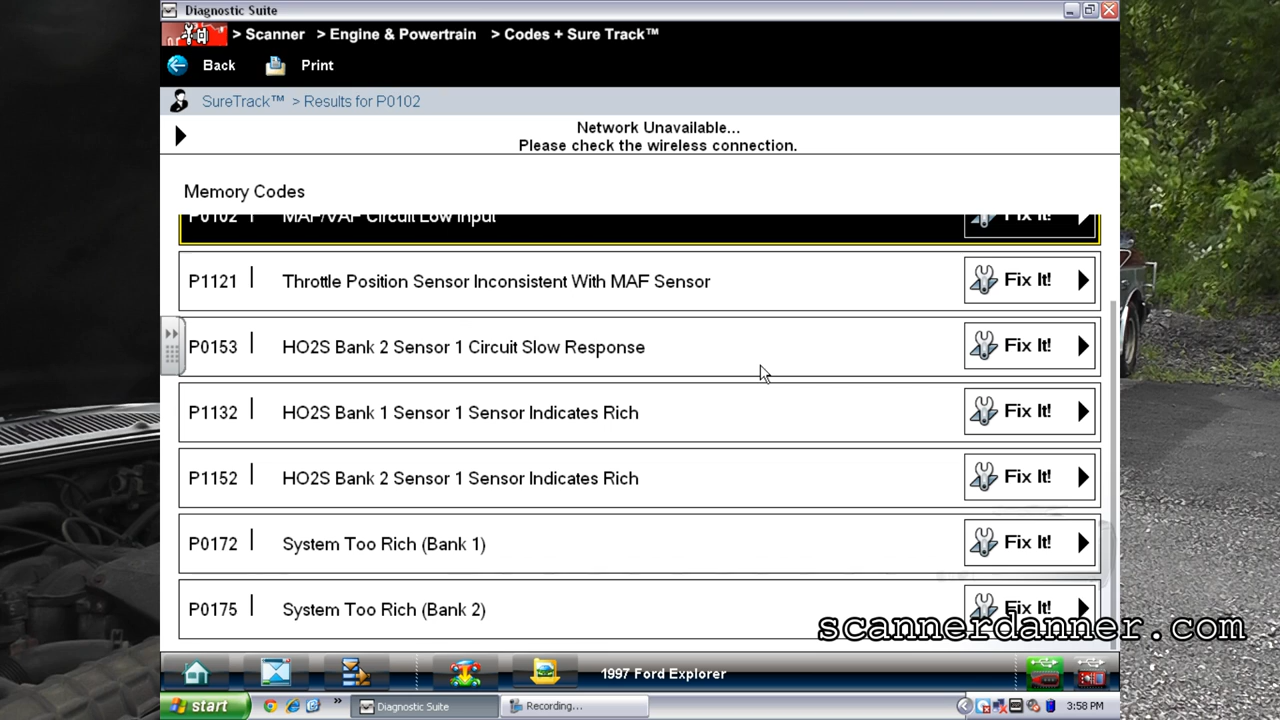 Diagnostic Suite
> Scanner > Engine & Powertrain > Codes + Sure Track™
Back Print
SureTrack™ > Results for P0102
Network Unavailable...
Please check the wireless connection.
Memory Codes
P0102 MAF/VAF Circuit Low Input Fix It!
P1121 Throttle Position Sensor Inconsistent With MAF Sensor Fix It!
P0153 HO2S Bank 2 Sensor 1 Circuit Slow Response Fix It!
P1132 HO2S Bank 1 Sensor 1 Sensor Indicates Rich Fix It!
P1152 HO2S Bank 2 Sensor 1 Sensor Indicates Rich Fix It!
P0172 System Too Rich (Bank 1) Fix It!
P0175 System Too Rich (Bank 2) Fix It!
scannerdanner.com
1997 Ford Explorer
start Diagnostic Suite Recording... 3:58 PM